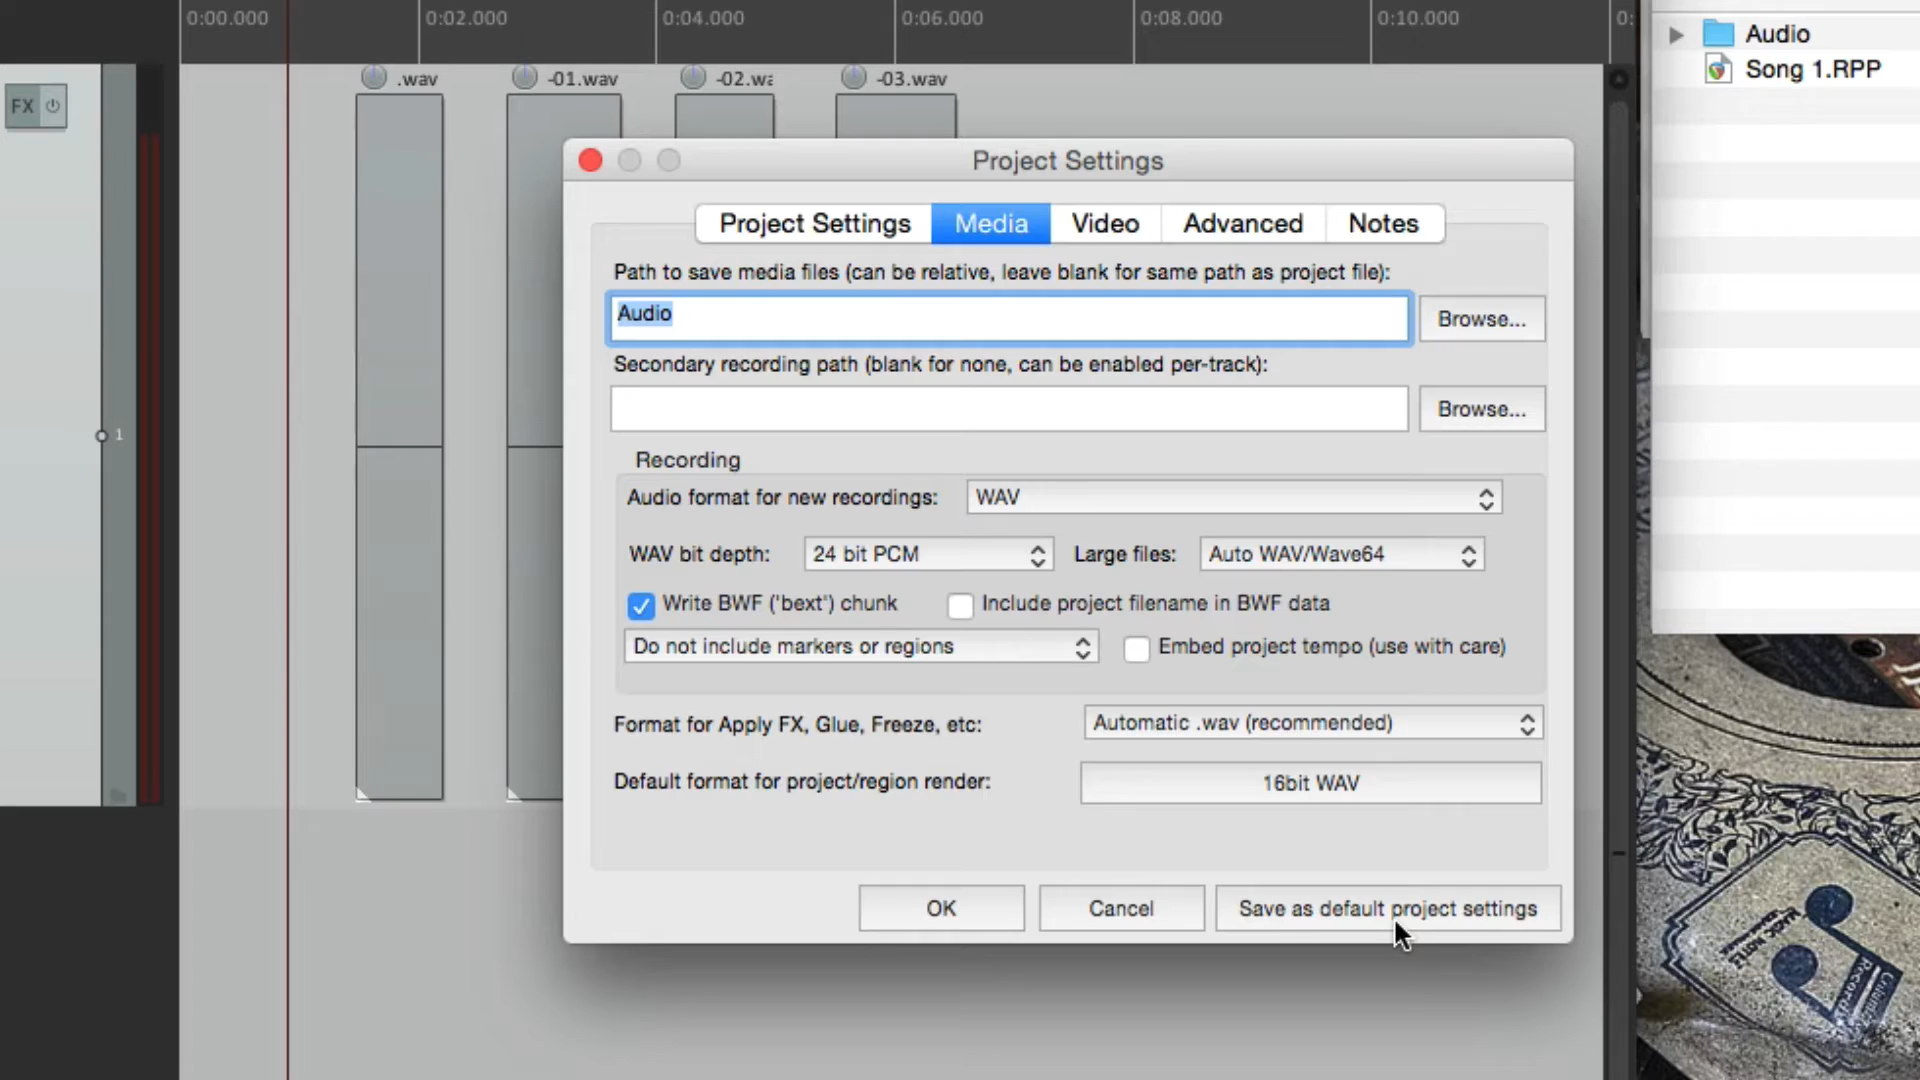 0:00.000 0:02.000 0:04.000 0:06.000 0:08.000 0:10.000 0:
Audio
Song 1.RPP
.wav -01.wav -02.wa -03.wav
FX
1
Project Settings
Project Settings Media Video Advanced Notes
Path to save media files (can be relative, leave blank for same path as project file):
Audio Browse...
Secondary recording path (blank for none, can be enabled per-track):
Browse...
Recording
Audio format for new recordings: WAV
WAV bit depth: 24 bit PCM Large files: Auto WAV/Wave64
Write BWF ('bext') chunk Include project filename in BWF data
Do not include markers or regions Embed project tempo (use with care)
Format for Apply FX, Glue, Freeze, etc: Automatic .wav (recommended)
Default format for project/region render: 16bit WAV
OK Cancel Save as default project settings
MAGIC NOTES
Records